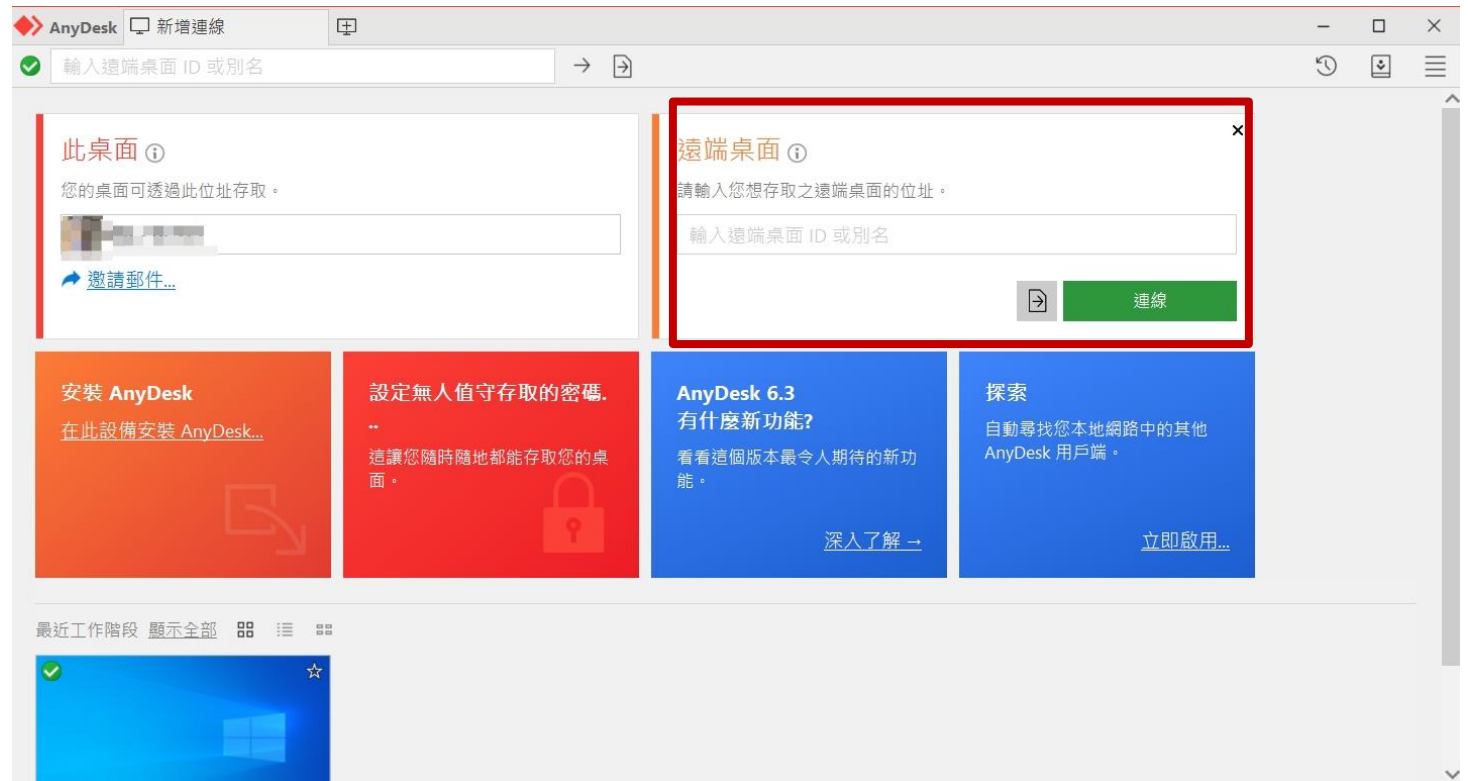 AnyDesk
新增連線
輸入遠端桌面 ID 或別名
此桌面
您的桌面可透過此位址存取。
邀請郵件...
遠端桌面
請輸入您想存取之遠端桌面的位址。
輸入遠端桌面 ID 或別名
連線
安裝 AnyDesk
在此設備安裝 AnyDesk...
設定無人值守存取的密碼.
..
這讓您隨時隨地都能存取您的桌
面。
AnyDesk 6.3
有什麼新功能?
看看這個版本最令人期待的新功
能。
深入了解 →
探索
自動尋找您本地網路中的其他
AnyDesk 用戶端。
立即啟用...
最近工作階段 顯示全部